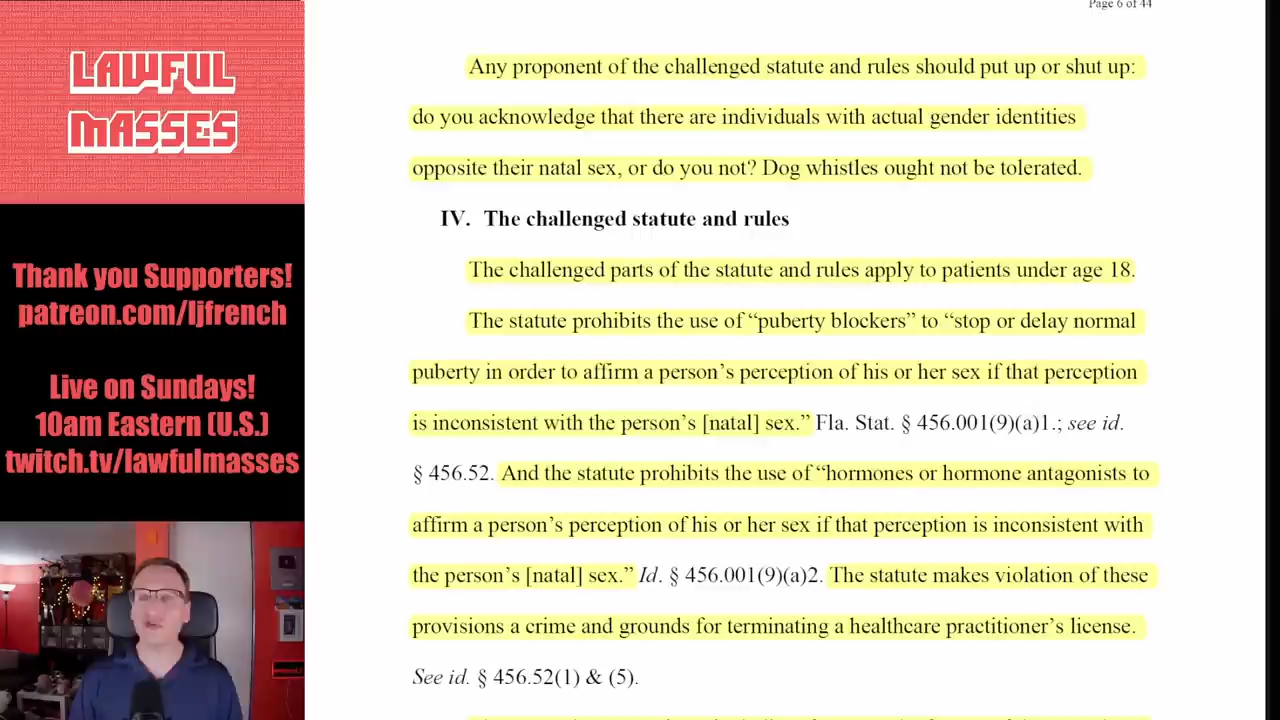 LAWFUL
MASSES
Thank you Supporters!
patreon.com/ljfrench
Live on Sundays!
10am Eastern (U.S.)
twitch.tv/lawfulmasses
Page 6 of 44
Any proponent of the challenged statute and rules should put up or shut up:
do you acknowledge that there are individuals with actual gender identities
opposite their natal sex, or do you not? Dog whistles ought not be tolerated.
IV. The challenged statute and rules
The challenged parts of the statute and rules apply to patients under age 18.
The statute prohibits the use of “puberty blockers” to “stop or delay normal
puberty in order to affirm a person’s perception of his or her sex if that perception
is inconsistent with the person’s [natal] sex.” Fla. Stat. § 456.001(9)(a)1.; see id.
§ 456.52. And the statute prohibits the use of “hormones or hormone antagonists to
affirm a person’s perception of his or her sex if that perception is inconsistent with
the person’s [natal] sex.” Id. § 456.001(9)(a)2. The statute makes violation of these
provisions a crime and grounds for terminating a healthcare practitioner’s license.
See id. § 456.52(1) & (5).